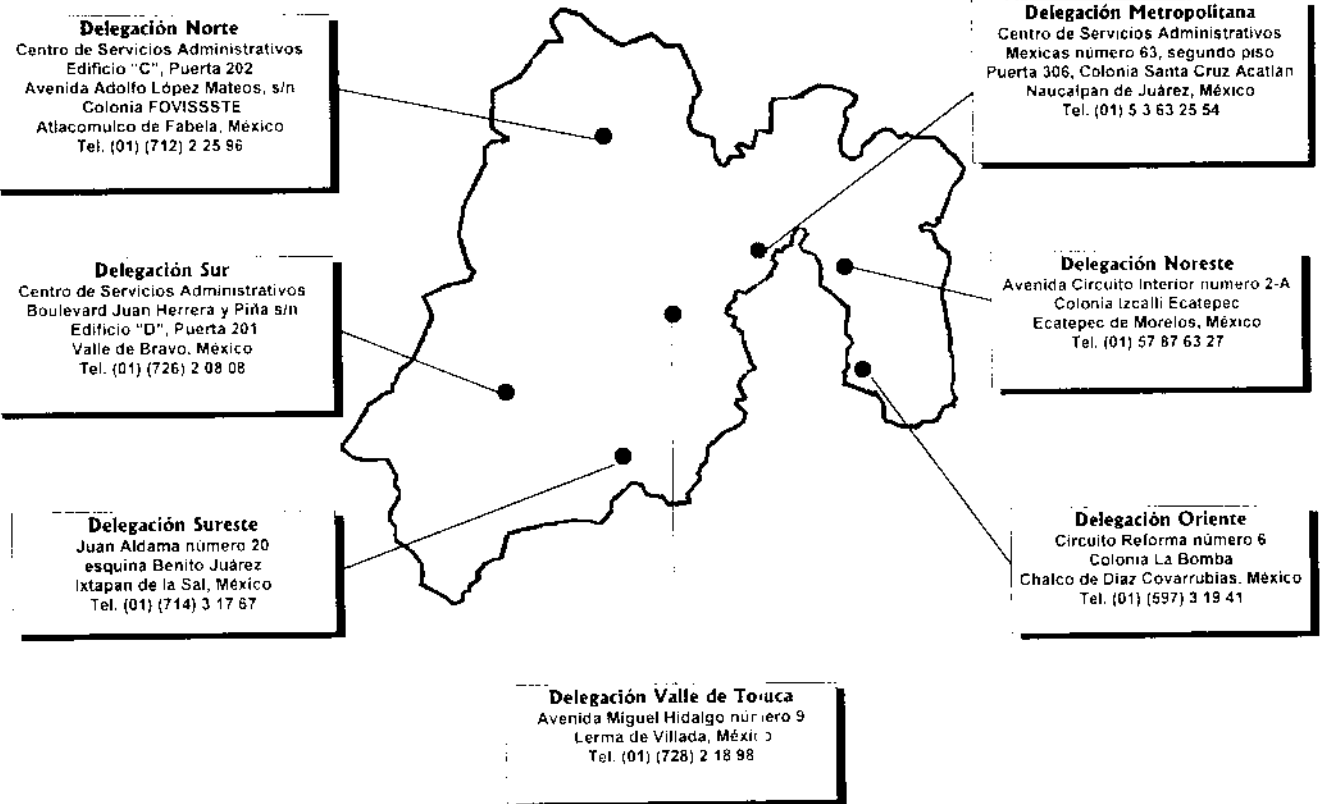 Delegación Norte
Centro de Servicios Administrativos
Edificio "C", Puerta 202
Avenida Adolfo López Mateos, s/n
Colonia FOVISSSTE
Atlacomulco de Fabela, México
Tel. (01) (712) 2 25 96
Delegación Metropolitana
Centro de Servicios Administrativos
Mexicas número 63, segundo piso
Puerta 306, Colonia Santa Cruz Acatlán
Naucalpan de Juárez, México
Tel. (01) 5 3 63 25 54
Delegación Sur
Centro de Servicios Administrativos
Boulevard Juan Herrera y Piña s/n
Edificio "D", Puerta 201
Valle de Bravo, México
Tel. (01) (726) 2 08 08
Delegación Noreste
Avenida Circuito Interior numero 2-A
Colonia Izcalli Ecatepec
Ecatepec de Morelos, México
Tel. (01) 57 87 63 27
Delegación Sureste
Juan Aldama número 20
esquina Benito Juárez
Ixtapan de la Sal, México
Tel. (01) (714) 3 17 67
Delegación Oriente
Circuito Reforma número 6
Colonia La Bomba
Chalco de Díaz Covarrubias, México
Tel. (01) (597) 3 19 41
Delegación Valle de Toluca
Avenida Miguel Hidalgo número 9
Lerma de Villada, México
Tel. (01) (728) 2 18 98